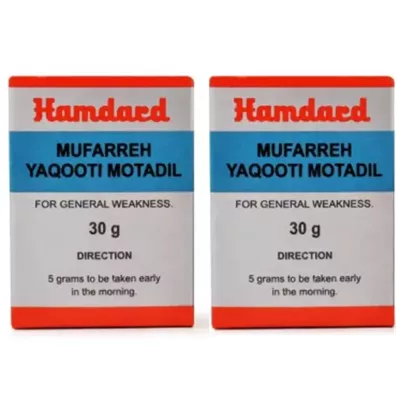 Hamdard
MUFARREH
YAQOOTI MOTADIL
FOR GENERAL WEAKNESS.
30 g
DIRECTION
5 grams to be taken early
in the morning.
Hamdard
MUFARREH
YAQOOTI MOTADIL
FOR GENERAL WEAKNESS.
30 g
DIRECTION
5 grams to be taken early
in the morning.